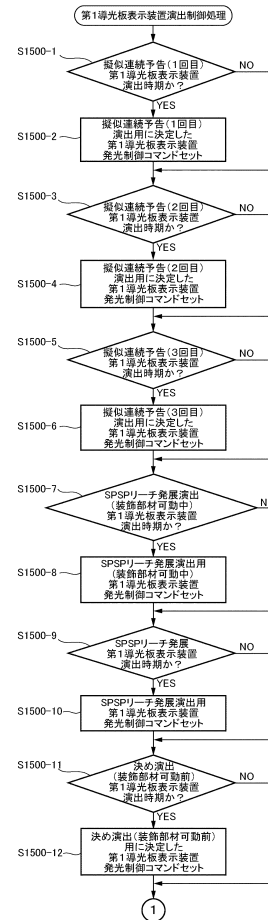 第1導光板表示装置演出制御処理
S1500-1
擬似連続予告(1回目)
第1導光板表示装置
演出時期か?
NO
YES
S1500-2
擬似連続予告(1回目)
演出用に決定した
第1導光板表示装置
発光制御コマンドセット
S1500-3
擬似連続予告(2回目)
第1導光板表示装置
演出時期か?
NO
YES
S1500-4
擬似連続予告(2回目)
演出用に決定した
第1導光板表示装置
発光制御コマンドセット
S1500-5
擬似連続予告(3回目)
第1導光板表示装置
演出時期か?
NO
YES
S1500-6
擬似連続予告(3回目)
演出用に決定した
第1導光板表示装置
発光制御コマンドセット
S1500-7
SPSPリーチ発展演出
(装飾部材可動中)
第1導光板表示装置
演出時期か?
N
YES
S1500-8
SPSPリーチ発展演出用
(装飾部材可動中)
第1導光板表示装置
発光制御コマンドセット
S1500-9
SPSPリーチ発展
第1導光板表示装置
演出時期か?
NO
YES
S1500-10
SPSPリーチ発展演出用
第1導光板表示装置
発光制御コマンドセット
S1500-11
決め演出
(装飾部材可動前)
第1導光板表示装置
演出時期か?
NO
YES
S1500-12
決め演出(装飾部材可動前)
用に決定した
第1導光板表示装置
発光制御コマンドセット
1